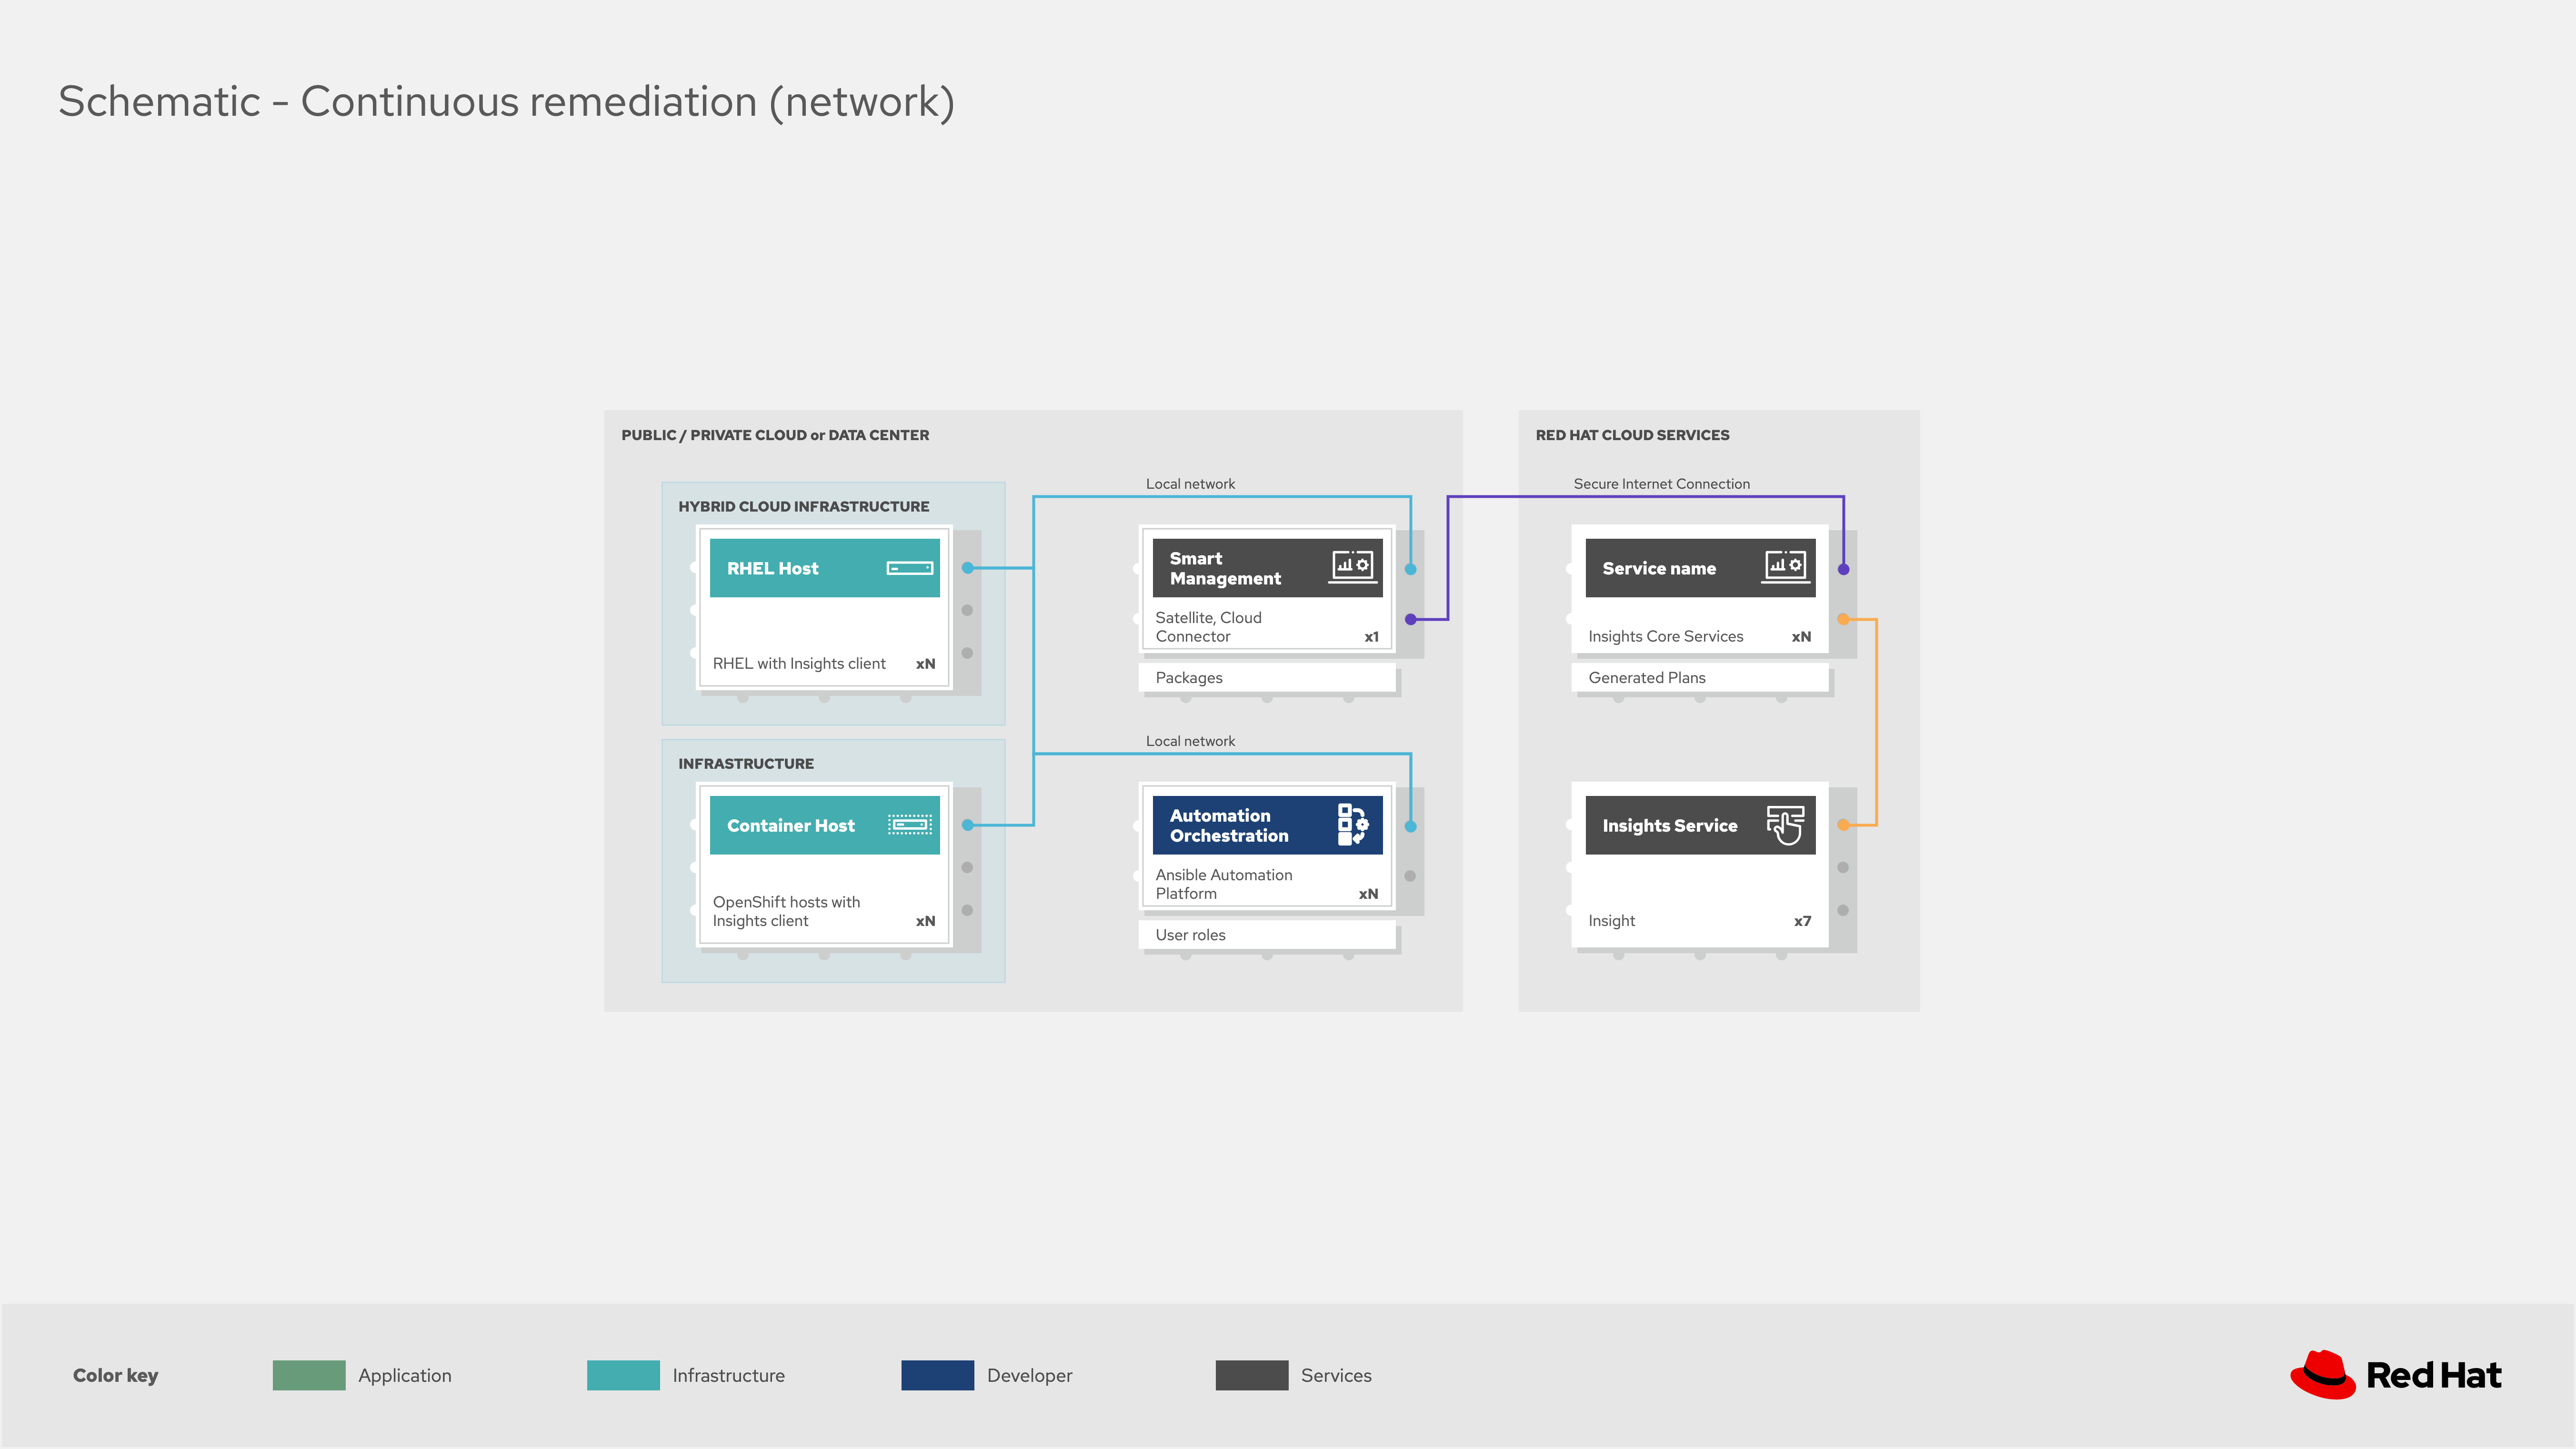 Schematic - Continuous remediation (network)
PUBLIC / PRIVATE CLOUD or DATA CENTER
HYBRID CLOUD INFRASTRUCTURE
RHEL Host
RHEL with Insights client xN
INFRASTRUCTURE
Container Host
OpenShift hosts with
Insights client xN
Local network
Smart
Management
Satellite, Cloud
Connector x1
Packages
Local network
Automation
Orchestration
Ansible Automation
Platform xN
User roles
RED HAT CLOUD SERVICES
Secure Internet Connection
Service name
Insights Core Services xN
Generated Plans
Insights Service
Insight x7
Color key
Application
Infrastructure
Developer
Services
Red Hat